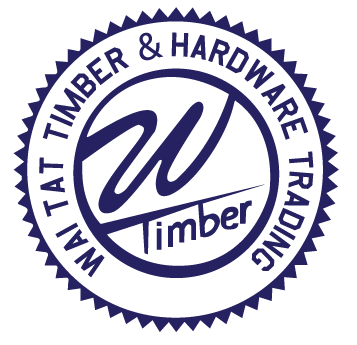 WAI TAT TIMBER & HARDWARE TRADING
W
Timber